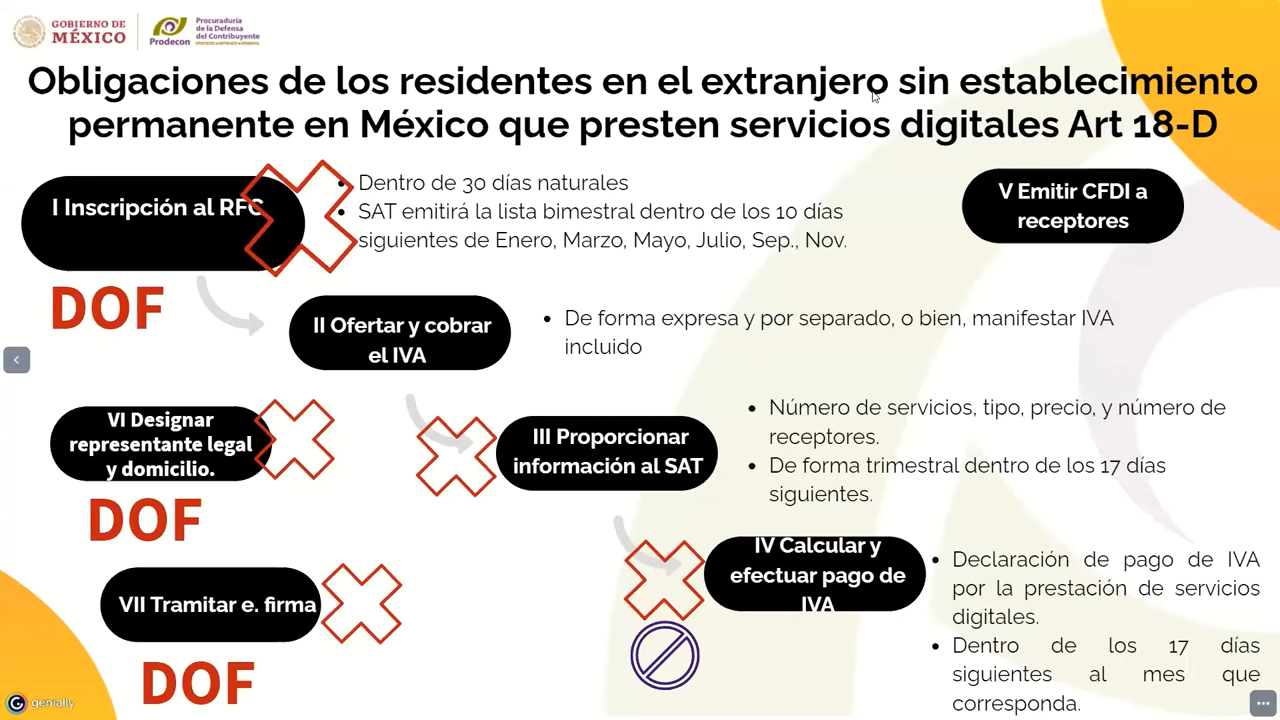 GOBIERNO DE
MÉXICO
Prodecon
Procuraduría
de la Defensa
del Contribuyente
Obligaciones de los residentes en el extranjero sin establecimiento
permanente en México que presten servicios digitales Art 18-D
I Inscripción al RFC
• Dentro de 30 días naturales
• SAT emitirá la lista bimestral dentro de los 10 días
siguientes de Enero, Marzo, Mayo, Julio, Sep., Nov.
V Emitir CFDI a
receptores
DOF
II Ofertar y cobrar
el IVA
• De forma expresa y por separado, o bien, manifestar IVA
incluido
VI Designar
representante legal
y domicilio.
DOF
III Proporcionar
información al SAT
• Número de servicios, tipo, precio, y número de
receptores.
• De forma trimestral dentro de los 17 días
siguientes.
IV Calcular y
efectuar pago de
IVA
• Declaración de pago de IVA
por la prestación de servicios
digitales.
• Dentro de los 17 días
siguientes al mes que
corresponda.
VII Tramitar e. firma
DOF
genially